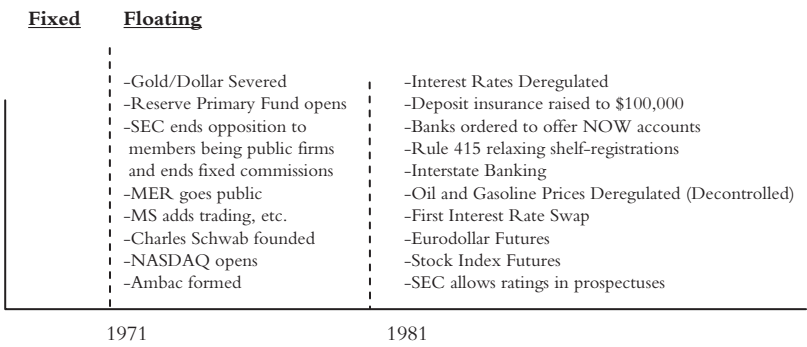 Fixed Floating
-Gold/Dollar Severed
-Reserve Primary Fund opens
-SEC ends opposition to
members being public firms
and ends fixed commissions
-MER goes public
-MS adds trading, etc.
-Charles Schwab founded
-NASDAQ opens
-Ambac formed
-Interest Rates Deregulated
-Deposit insurance raised to $100,000
-Banks ordered to offer NOW accounts
-Rule 415 relaxing shelf-registrations
-Interstate Banking
-Oil and Gasoline Prices Deregulated (Decontrolled)
-First Interest Rate Swap
-Eurodollar Futures
-Stock Index Futures
-SEC allows ratings in prospectuses
1971 1981